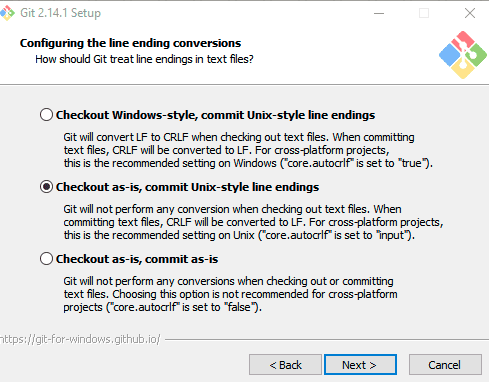 Git 2.14.1 Setup
Configuring the line ending conversions
How should Git treat line endings in text files?
Checkout Windows-style, commit Unix-style line endings
Git will convert LF to CRLF when checking out text files. When committing
text files, CRLF will be converted to LF. For cross-platform projects,
this is the recommended setting on Windows ("core.autocrlf" is set to "true").
Checkout as-is, commit Unix-style line endings
Git will not perform any conversion when checking out text files. When
committing text files, CRLF will be converted to LF. For cross-platform projects,
this is the recommended setting on Unix ("core.autocrlf" is set to "input").
Checkout as-is, commit as-is
Git will not perform any conversions when checking out or committing
text files. Choosing this option is not recommended for cross-platform
projects ("core.autocrlf" is set to "false").
https://git-for-windows.github.io/
< Back
Next >
Cancel